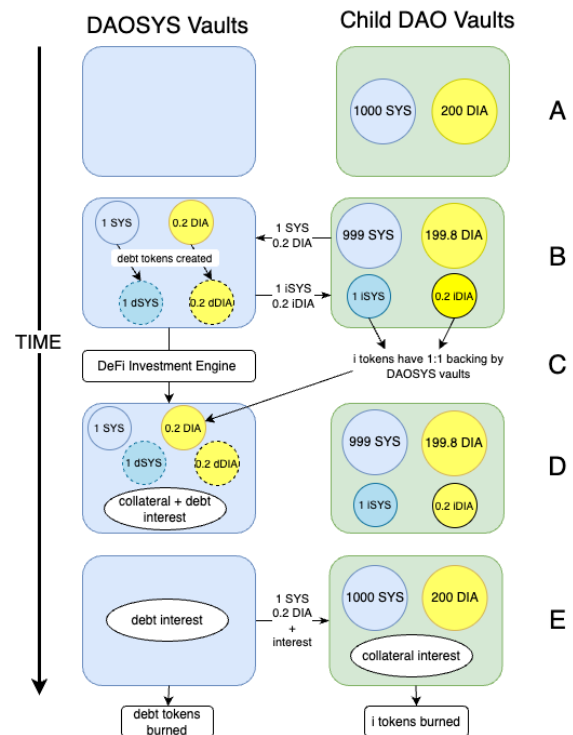 DAOSYS Vaults
Child DAO Vaults
1000 SYS
200 DIA
A
1 SYS
0.2 DIA
debt tokens created
1 dSYS
0.2 dDIA
1 SYS
0.2 DIA
1 iSYS
0.2 iDIA
999 SYS
199.8 DIA
1 iSYS
0.2 iDIA
B
TIME
DeFi Investment Engine
i tokens have 1:1 backing by
DAOSYS vaults
C
1 SYS
0.2 DIA
1 dSYS
0.2 dDIA
collateral + debt
interest
999 SYS
199.8 DIA
1 iSYS
0.2 iDIA
D
debt interest
1 SYS
0.2 DIA
+
interest
1000 SYS
200 DIA
collateral interest
E
debt tokens
burned
i tokens burned